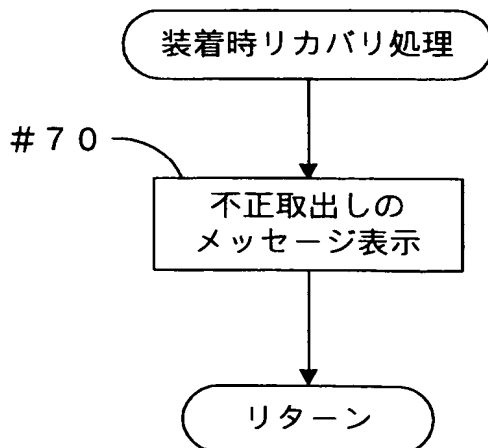 装着時リカバリ処理
#70
不正取出しの
メッセージ表示
リターン